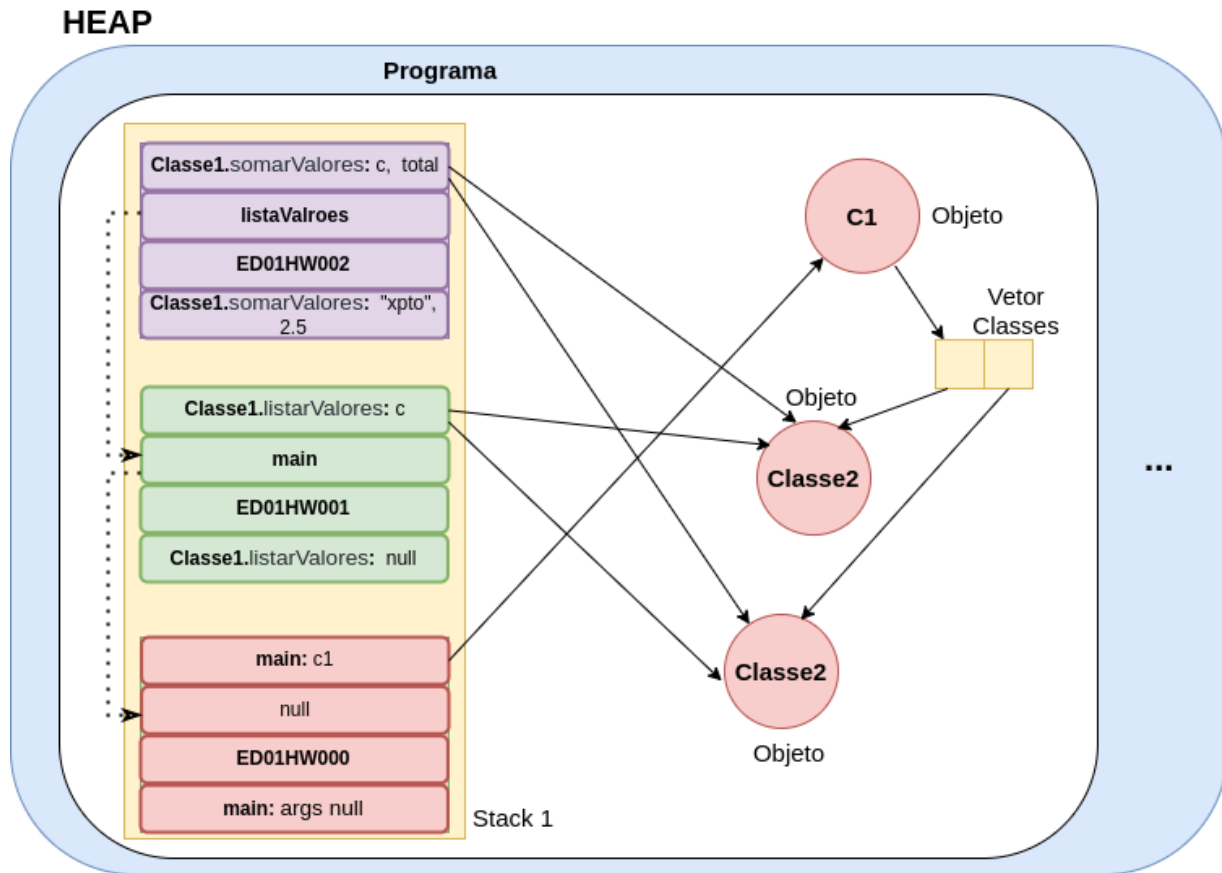 HEAP
Programa
Classe1.somarValores: c, total
listaValroes
ED01HW002
Classe1.somarValores: "xpto",
2.5
Classe1.listarValores: c
main
ED01HW001
Classe1.listarValores: null
main: c1
null
ED01HW000
main: args null
Stack 1
C1
Objeto
Vetor
Classes
Objeto
Classe2
Classe2
Objeto
...